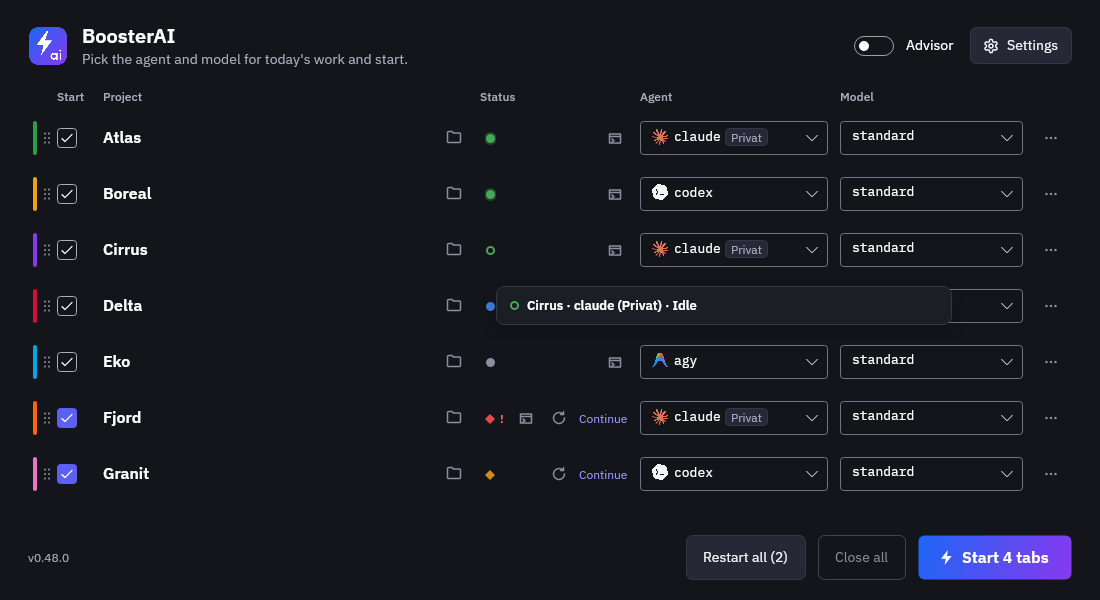 ai
BoosterAI
Pick the agent and model for today's work and start.
Advisor
Settings
Start Project Status Agent Model
Atlas claude Privat standard
Boreal codex standard
Cirrus claude Privat standard
Delta
Cirrus · claude (Privat) · Idle
Eko agy standard
Fjord ! Continue claude Privat standard
Granit Continue codex standard
v0.48.0
Restart all (2)
Close all
Start 4 tabs